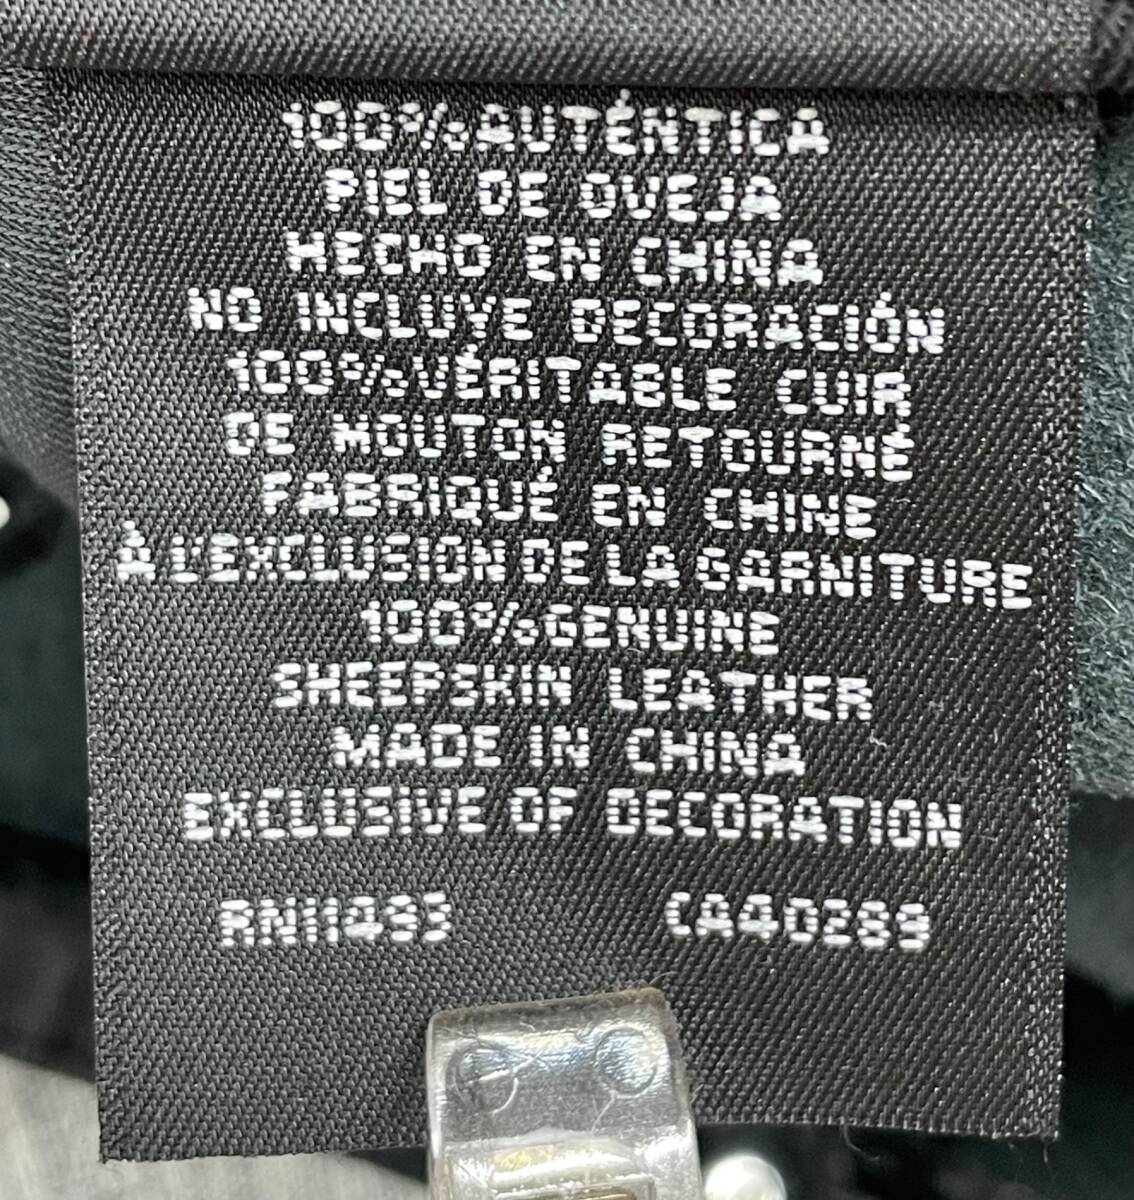 100%AUTÉNTICA
PIEL DE OVEJA
HECHO EN CHINA
NO INCLUYE DECORACIÓN
100%VÉRITABLE CUIR
DE MOUTON RETOURNÉ
FABRIQUÉ EN CHINE
À L'EXCLUSION DE LA GARNITURE
100%GENUINE
SHEEPSKIN LEATHER
MADE IN CHINA
EXCLUSIVE OF DECORATION
RN11493 CA40289